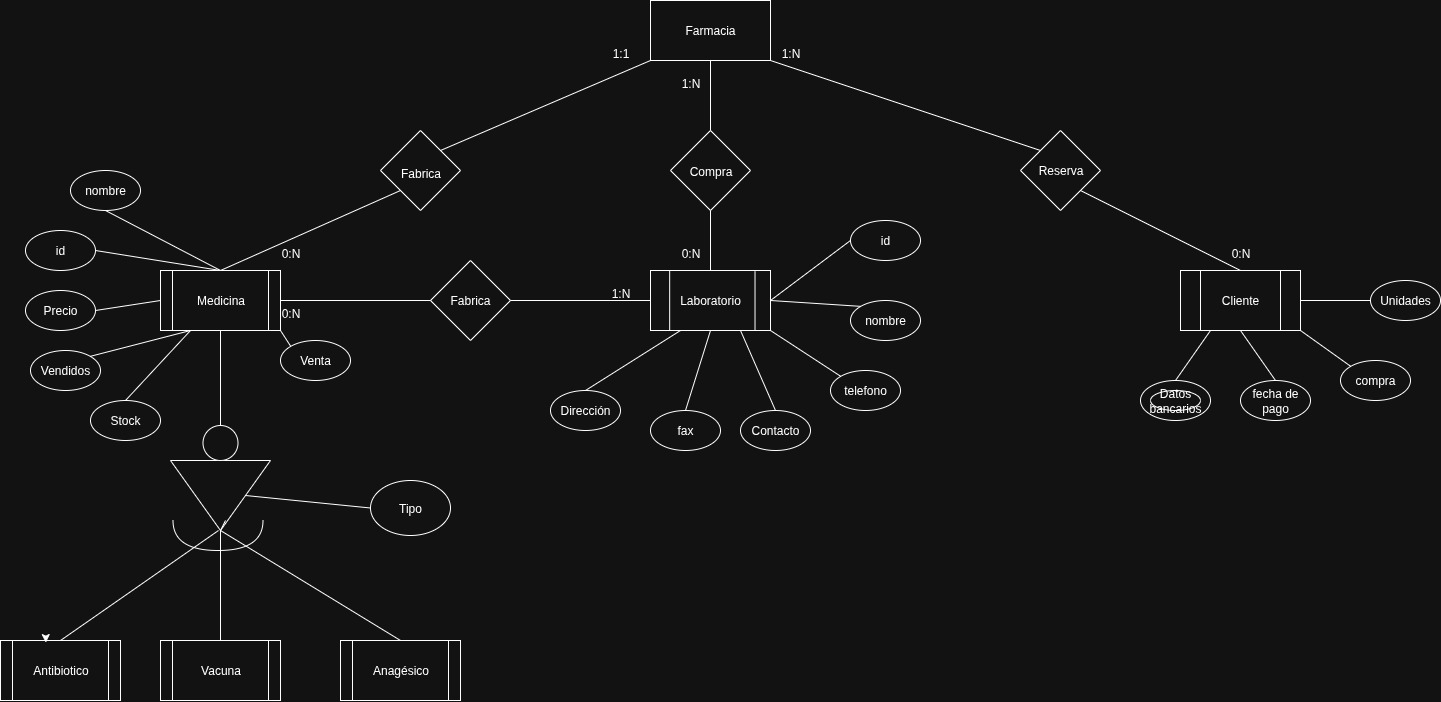 Farmacia
1:1
1:N
1:N
Fabrica
Compra
Reserva
nombre
id
id
0:N
0:N
0:N
Medicina
Fabrica
1:N
Laboratorio
Cliente
Unidades
Precio
0:N
nombre
Vendidos
Venta
Stock
Dirección
fax
Contacto
telefono
Datos
bancarios
fecha de
pago
compra
Tipo
Antibiotico
Vacuna
Anagésico